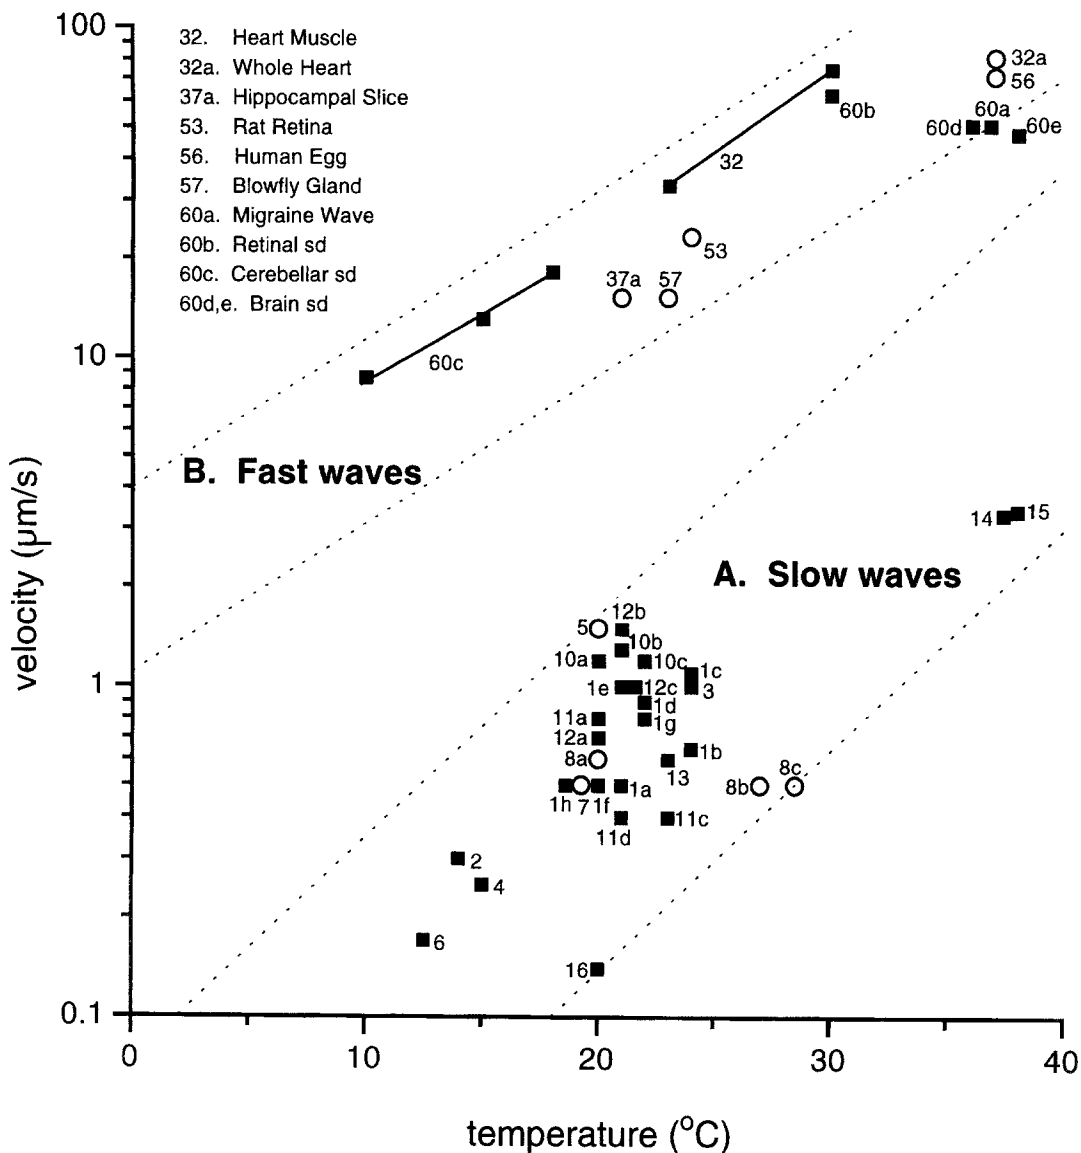 100
32. Heart Muscle
32a. Whole Heart
37a. Hippocampal Slice
53. Rat Retina
56. Human Egg
57. Blowfly Gland
60a. Migraine Wave
60b. Retinal sd
60c. Cerebellar sd
60d,e. Brain sd
32a
56
60b
60a
60d
60e
32
53
37a
57
10
60c
B. Fast waves
velocity (µm/s)
14
15
A. Slow waves
12b
5
10b
10a
10c
1c
1
1e
12c
3
1d
11a
1g
12a
1b
8a
13
8c
8b
1h
7
1f
1a
11d
11c
2
4
6
16
0.1
0
10
20
30
40
temperature (°C)